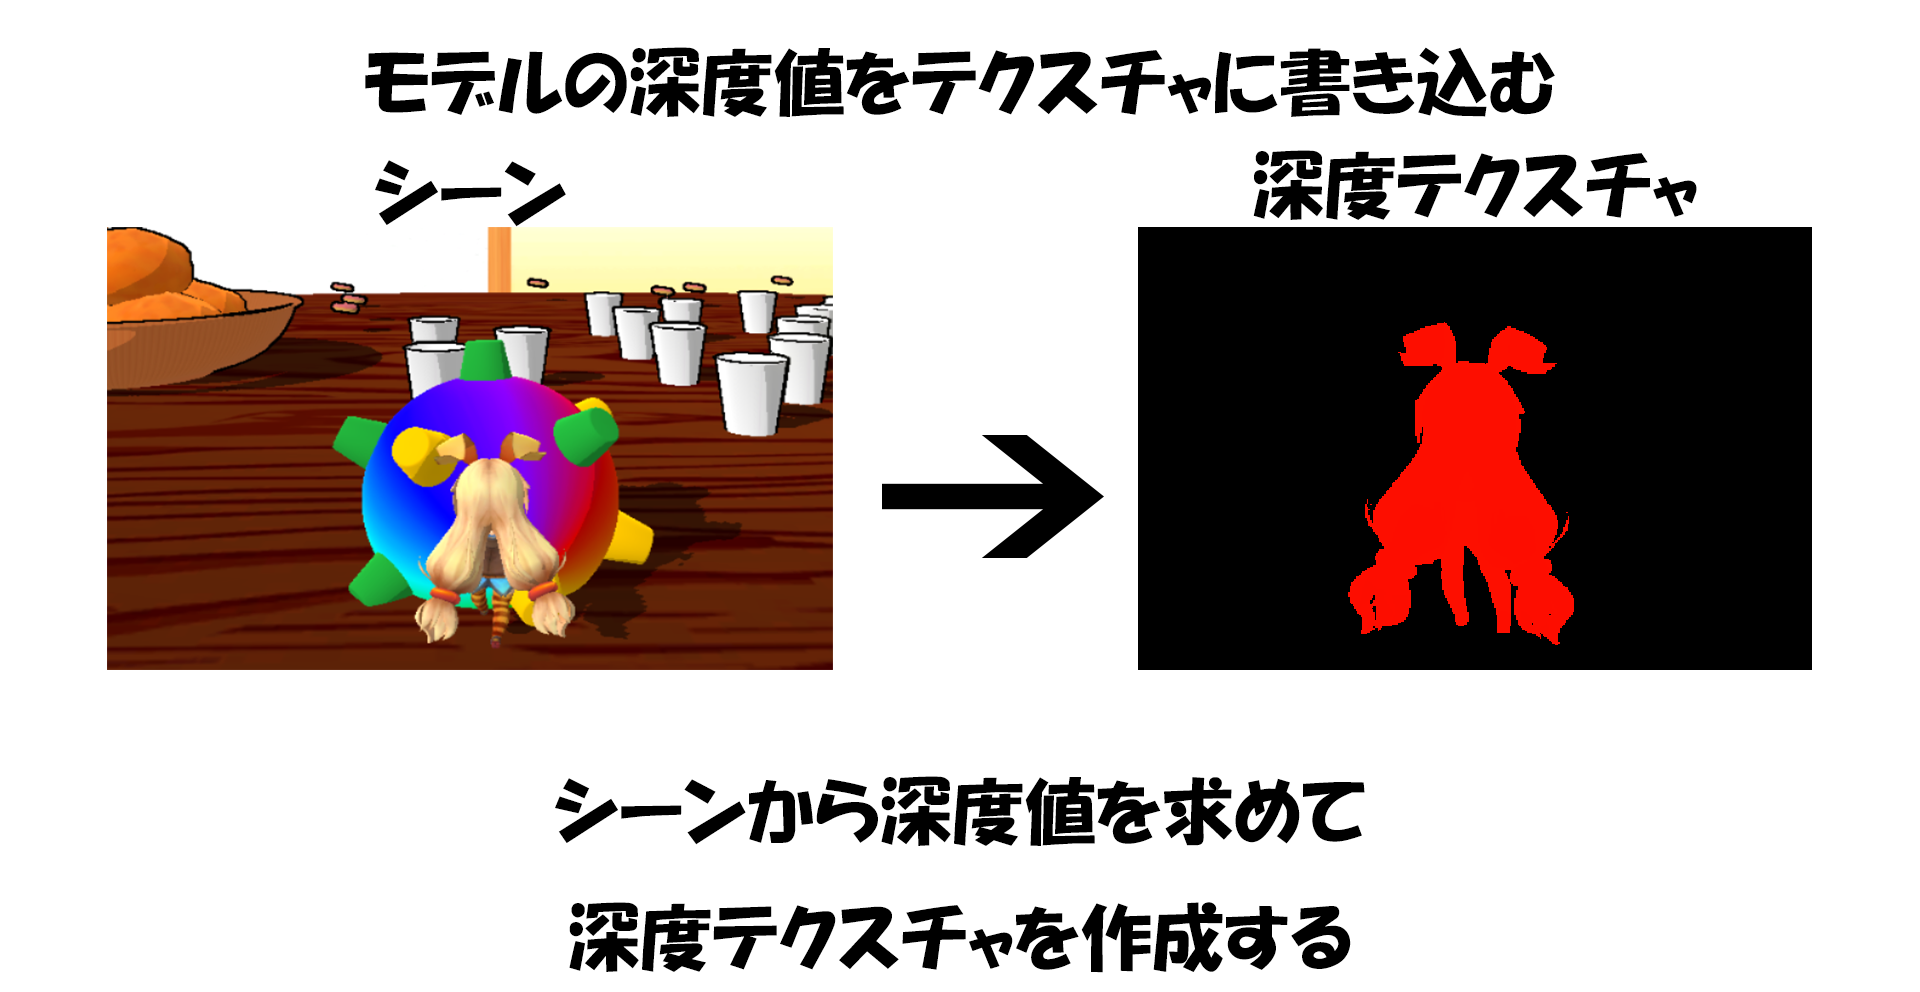 モデルの深度値をテクスチャに書き込む
シーン
深度テクスチャ
シーンから深度値を求めて
深度テクスチャを作成する